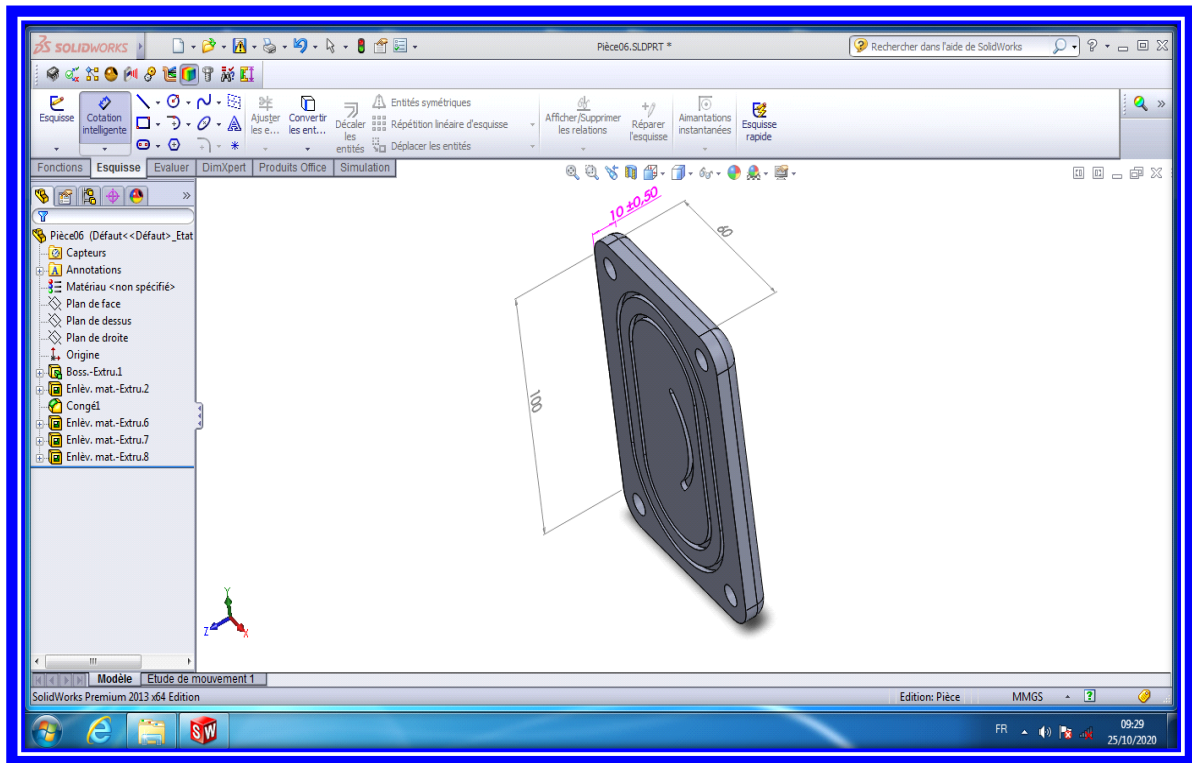 SOLIDWORKS
Pièce06.SLDPRT *
Rechercher dans l'aide de SolidWorks
Esquisse
Cotation intelligente
Ajuster les e...
Convertir les ent...
Décaler les entités
Entités symétriques
Répétition linéaire d'esquisse
Déplacer les entités
Afficher/Supprimer les relations
Réparer l'esquisse
Aimantations instantanées
Esquisse rapide
Fonctions Esquisse Evaluer DimXpert Produits Office Simulation
Pièce06 (Défaut<<Défaut>_Etat
Capteurs
Annotations
Matériau <non spécifié>
Plan de face
Plan de dessus
Plan de droite
Origine
Boss.-Extru.1
Enlèv. mat.-Extru.2
Congé1
Enlèv. mat.-Extru.6
Enlèv. mat.-Extru.7
Enlèv. mat.-Extru.8
10 ±0,50
100
Y
Z
X
Modèle Etude de mouvement 1
SolidWorks Premium 2013 x64 Edition
Edition: Pièce
MMGS
FR
09:29
25/10/2020